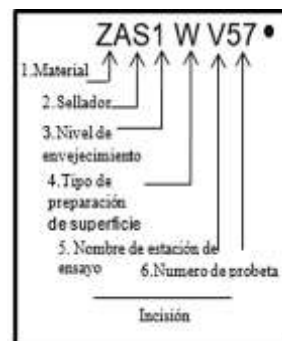 ZAS1 W V57•
1.Material
2. Sellador
3. Nivel de
envejecimiento
4.Tipo de
preparación
de superficie
5. Nombre de estación de
ensayo
6.Numero de probeta
Incisión